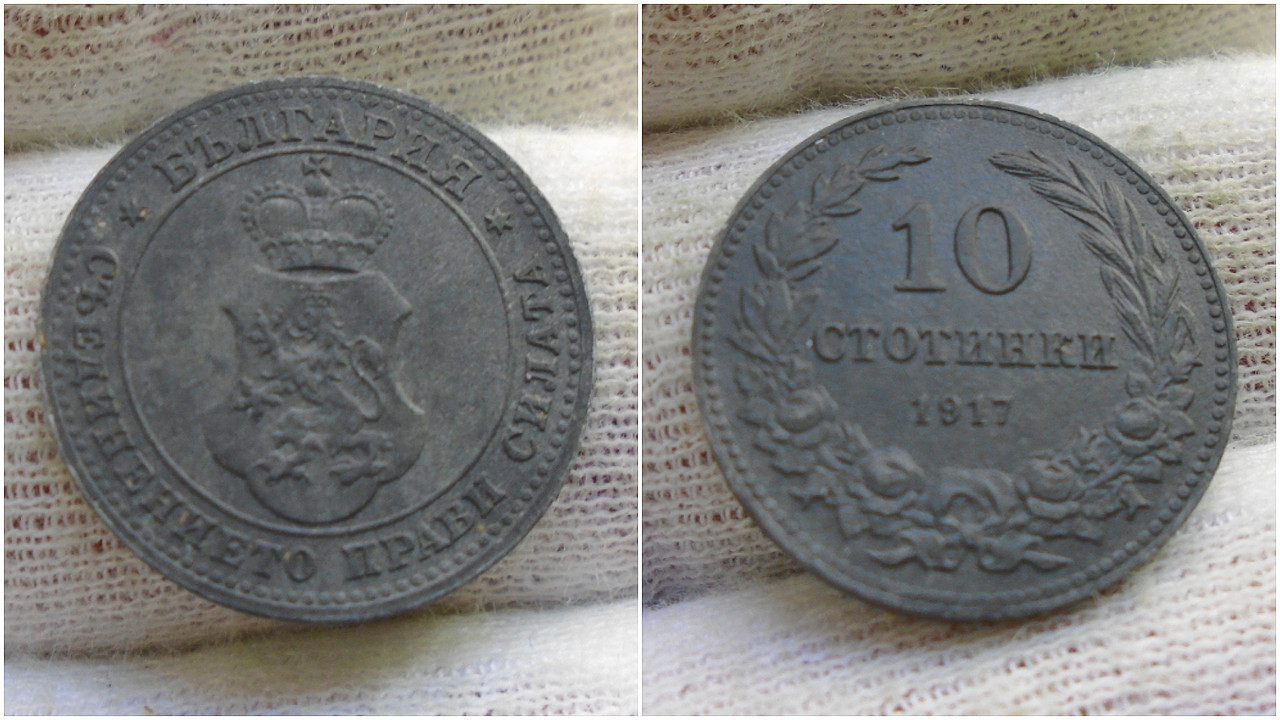 БЪЛГАРИЯ
СЪЕДИНЕНИЕТО ПРАВИ СИЛАТА
10
СТОТИНКИ
1917